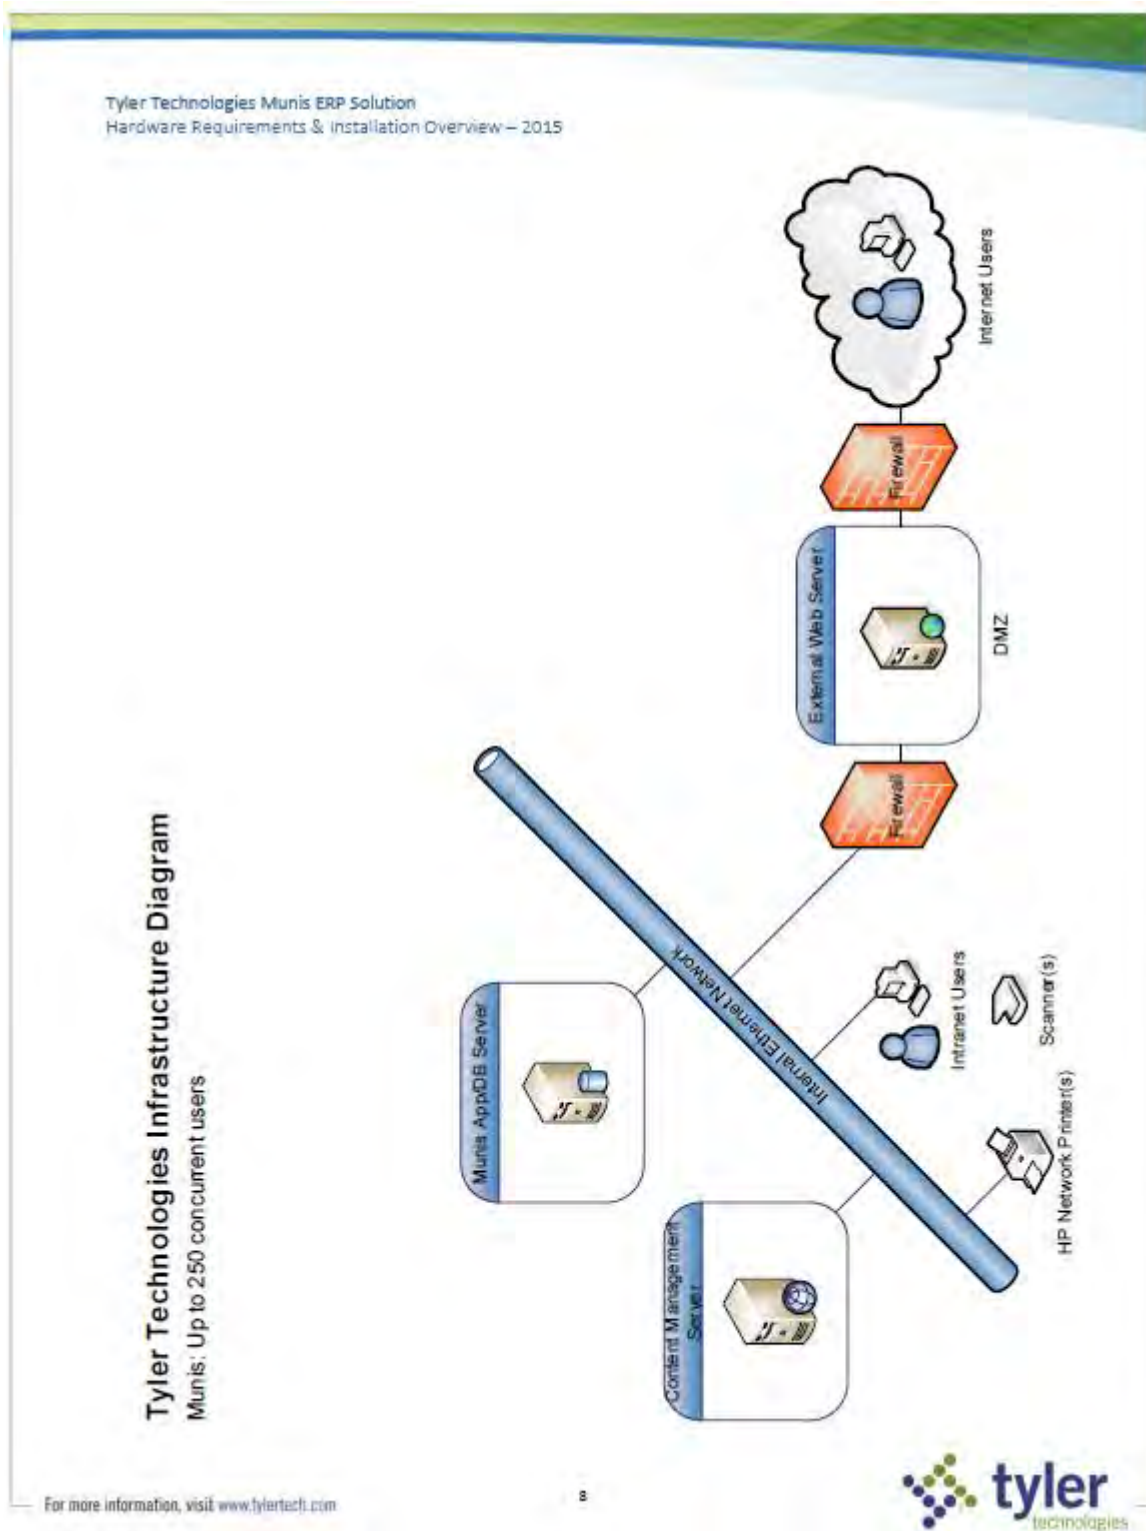 Tyler Technologies Munis ERP Solution
Hardware Requirements & Installation Overview – 2015
Tyler Technologies Infrastructure Diagram
Munis: Up to 250 concurrent users
Munis App/DB Server
Content Management
Server
Internal Ethernet Network
Intranet Users
Scanner(s)
HP Network Printer(s)
Firewall
External Web Server
DMZ
Firewall
Internet Users
For more information, visit www.tylertech.com
8
tyler
technologies